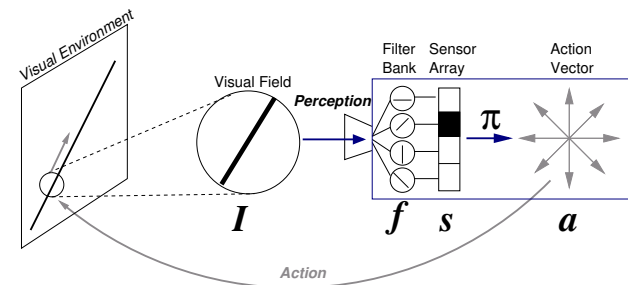 Visual Environment
Visual Field
Perception
Filter Bank
Sensor Array
Action Vector
π
I
f
s
a
Action